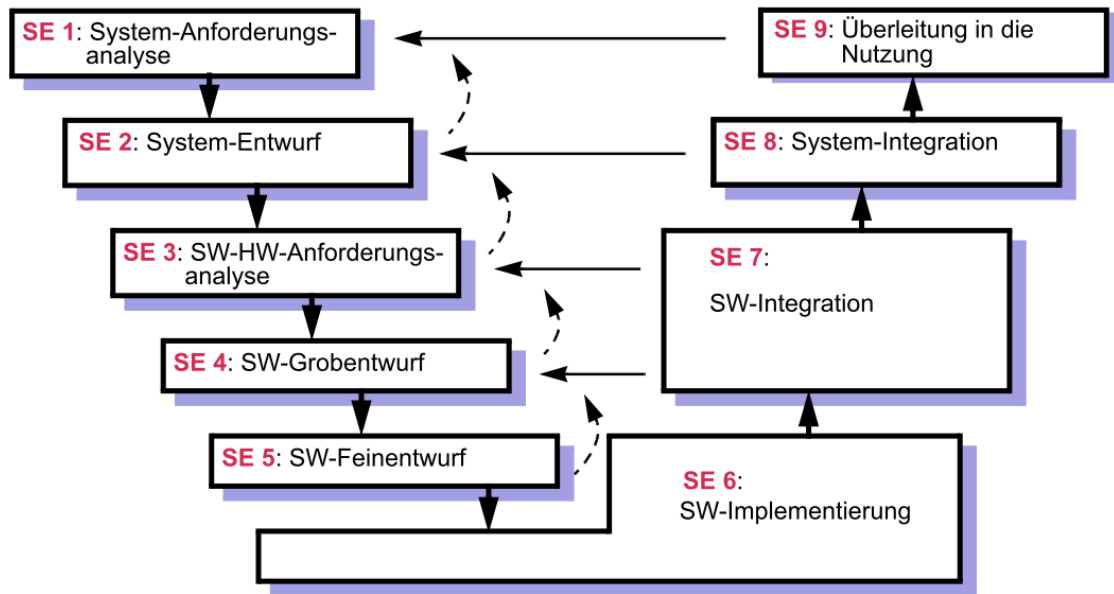 SE 1: System-Anforderungs-
analyse
SE 9: Überleitung in die
Nutzung
SE 2: System-Entwurf
SE 8: System-Integration
SE 3: SW-HW-Anforderungs-
analyse
SE 7:
SW-Integration
SE 4: SW-Grobentwurf
SE 5: SW-Feinentwurf
SE 6:
SW-Implementierung